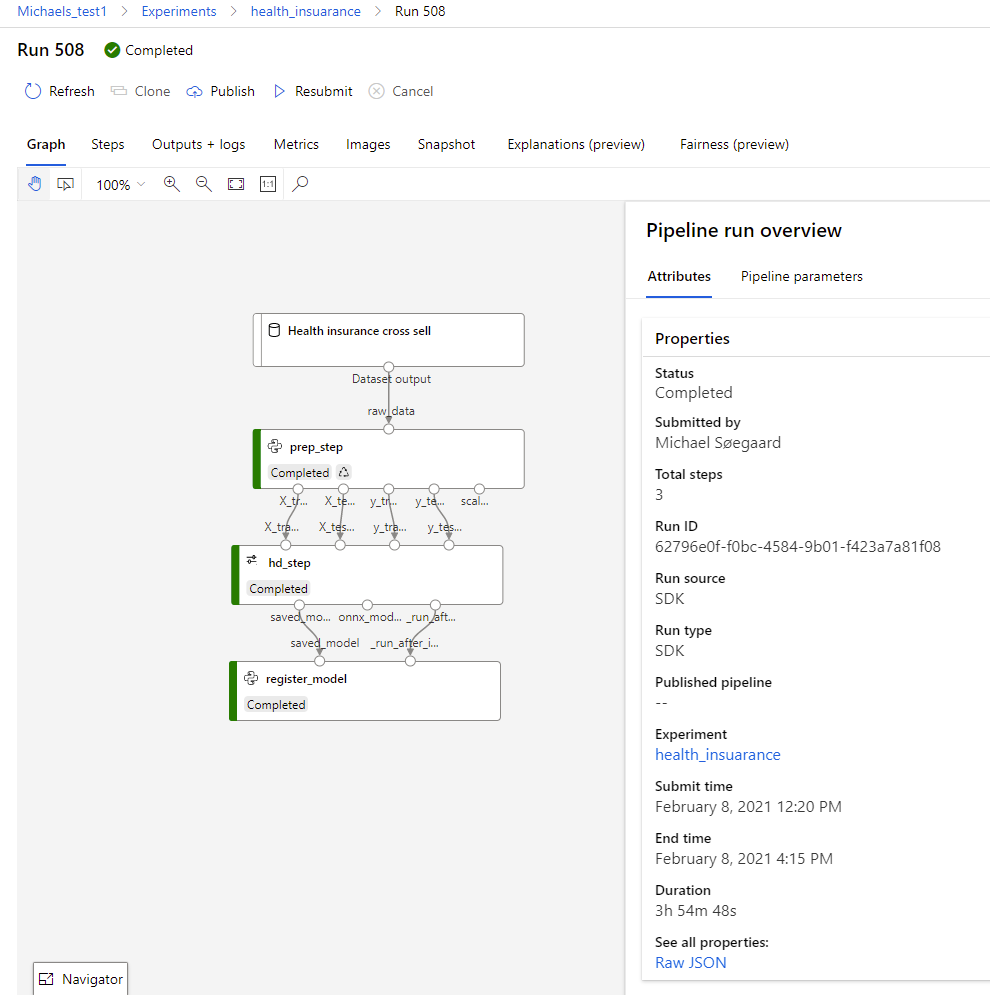 Michaels_test1 > Experiments > health_insuarance > Run 508
Run 508 Completed
Refresh Clone Publish Resubmit Cancel
Graph Steps Outputs + logs Metrics Images Snapshot Explanations (preview) Fairness (preview)
100% 1:1
Health insurance cross sell
Dataset output
raw_data
prep_step
Completed
X_tr... X_te... y_tr... y_te... scal...
X_tra... X_tes... y_tra... y_tes...
hd_step
Completed
saved_mo... onnx_mod... _run_aft...
saved_model _run_after_i...
register_model
Completed
Navigator
Pipeline run overview
Attributes Pipeline parameters
Properties
Status
Completed
Submitted by
Michael Søegaard
Total steps
3
Run ID
62796e0f-f0bc-4584-9b01-f423a7a81f08
Run source
SDK
Run type
SDK
Published pipeline
--
Experiment
health_insuarance
Submit time
February 8, 2021 12:20 PM
End time
February 8, 2021 4:15 PM
Duration
3h 54m 48s
See all properties:
Raw JSON